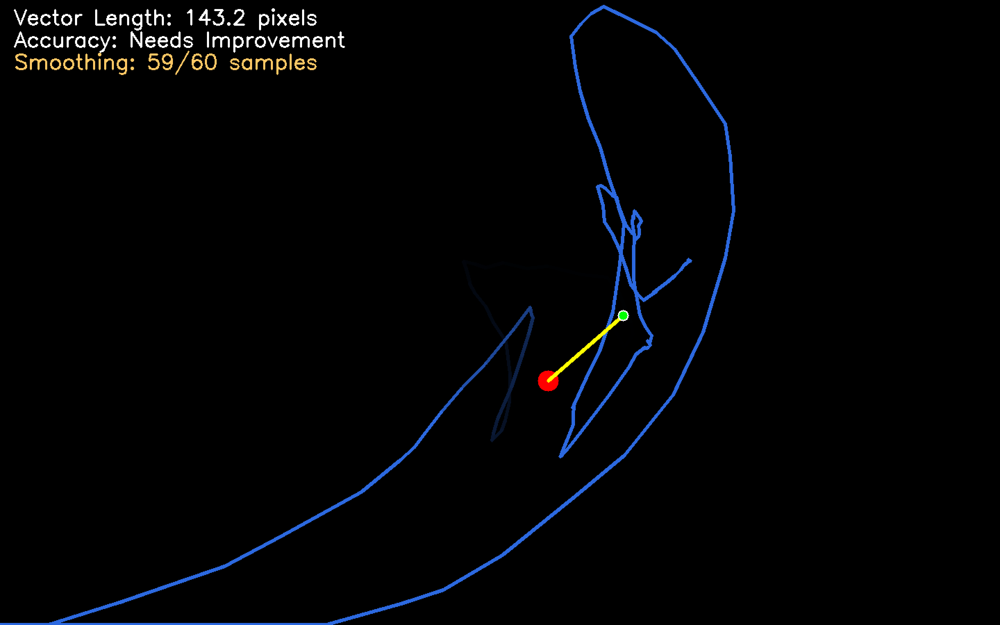 Vector Length: 143.2 pixels
Accuracy: Needs Improvement
Smoothing: 59/60 samples